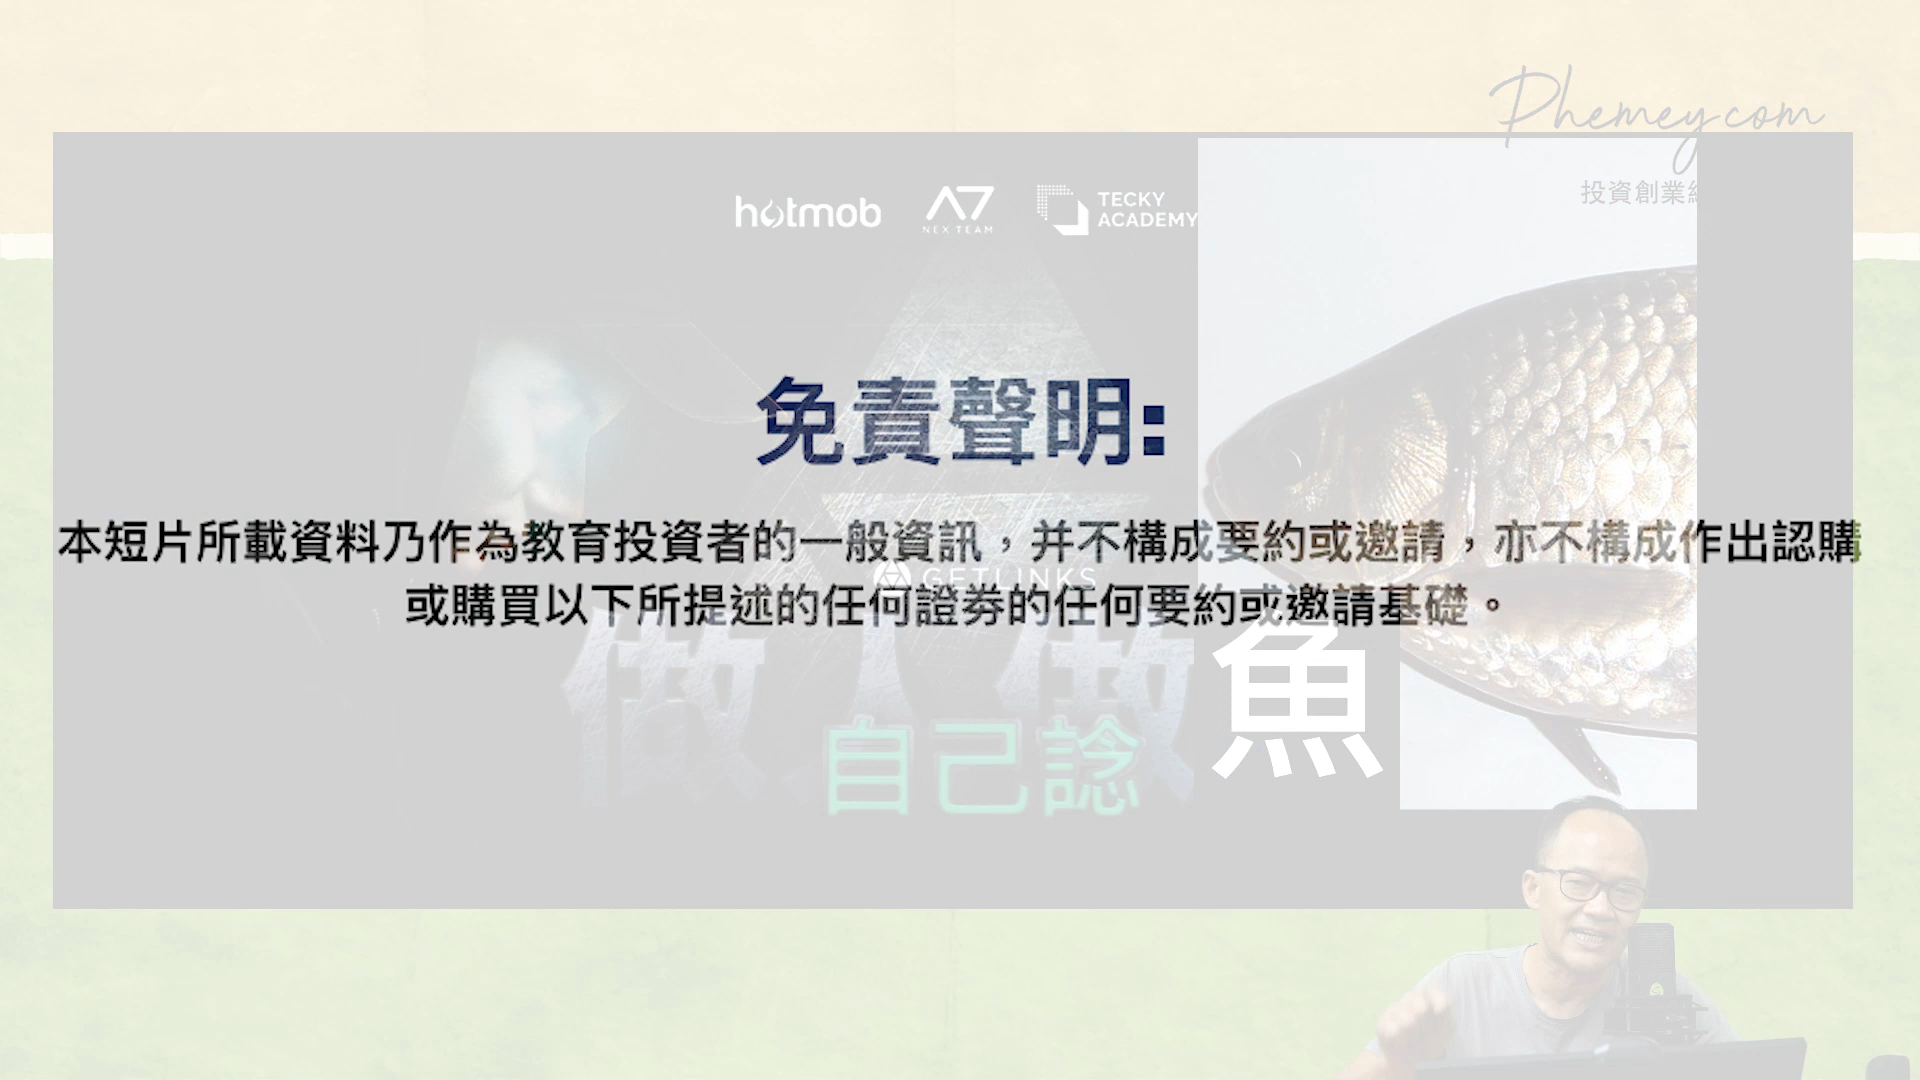 Phemey.com
投資創業
hotmob
NEX TEAM
TECKY
ACADEMY
免責聲明:
本短片所載資料乃作為教育投資者的一般資訊，并不構成要約或邀請，亦不構成作出認購
GETLINKS
或購買以下所提述的任何證券的任何要約或邀請基礎。
做人做魚
自己諗